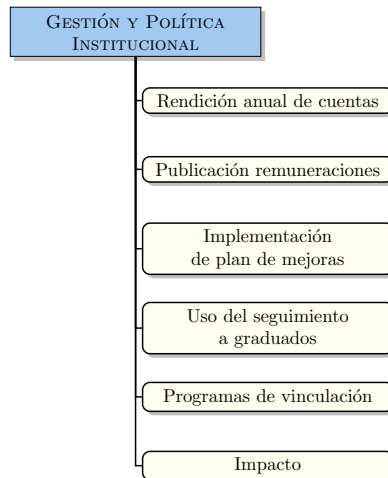 Gestión y Política
Institucional
Rendición anual de cuentas
Publicación remuneraciones
Implementación
de plan de mejoras
Uso del seguimiento
a graduados
Programas de vinculación
Impacto